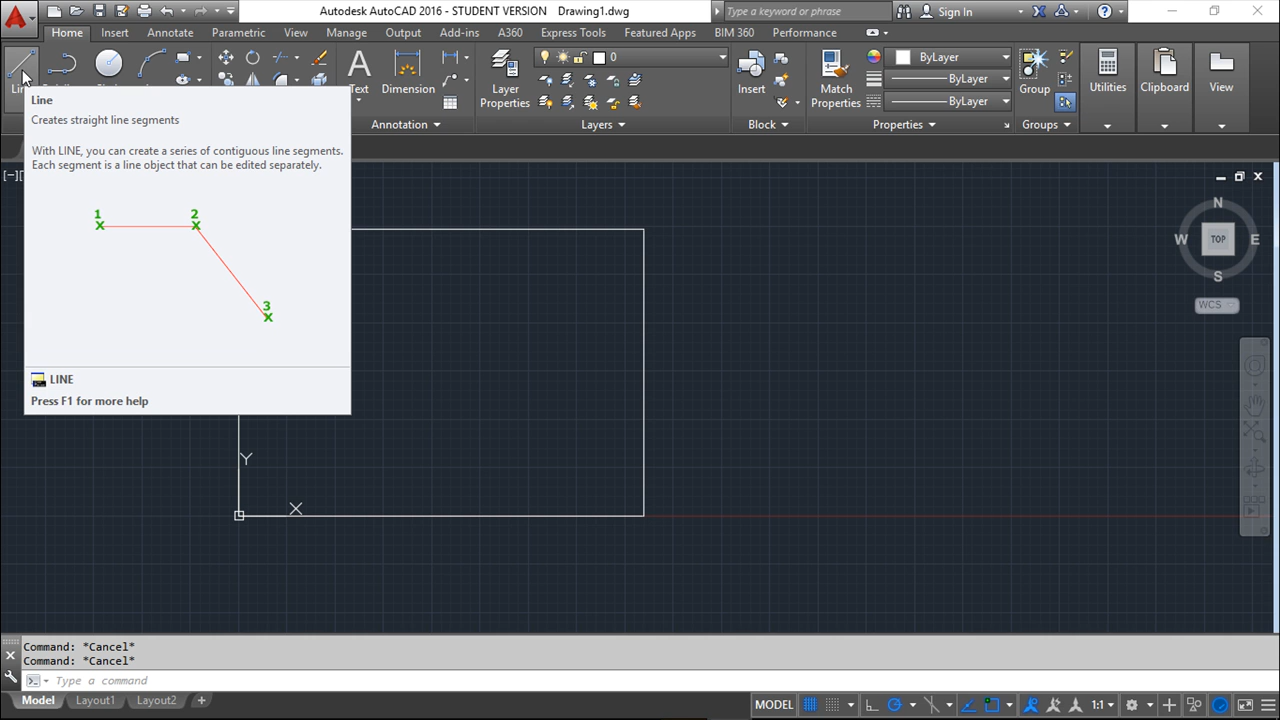 Autodesk AutoCAD 2016 - STUDENT VERSION Drawing1.dwg
Type a keyword or phrase
Sign In
Home Insert Annotate Parametric View Manage Output Add-ins A360 Express Tools Featured Apps BIM 360 Performance
0
ByLayer
ByLayer
ByLayer
Text Dimension Layer Properties Insert Match Properties Group Utilities Clipboard View
Annotation Layers Block Properties Groups
Line
Creates straight line segments
With LINE, you can create a series of contiguous line segments.
Each segment is a line object that can be edited separately.
1 2
3
LINE
Press F1 for more help
N
W TOP E
S
WCS
Y
X
Command: *Cancel*
Command: *Cancel*
Type a command
Model Layout1 Layout2
MODEL 1:1